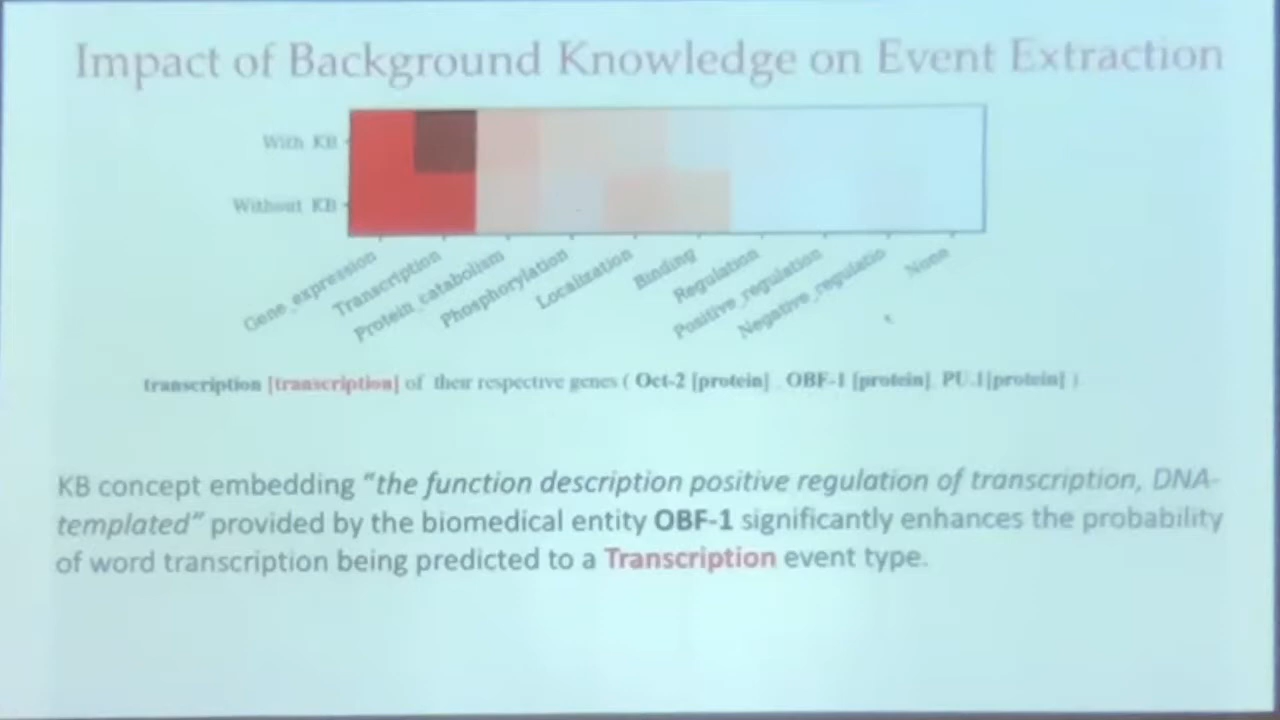 Impact of Background Knowledge on Event Extraction
With KB
Without KB
Gene_expression
Transcription
Protein_catabolism
Phosphorylation
Localization
Binding
Regulation
Positive_regulation
Negative_regulatio
None
transcription [transcription] of their respective genes ( Oct-2 [protein] OBF-1 [protein] PU.1[protein] )
KB concept embedding “the function description positive regulation of transcription, DNA-
templated” provided by the biomedical entity OBF-1 significantly enhances the probability
of word transcription being predicted to a Transcription event type.